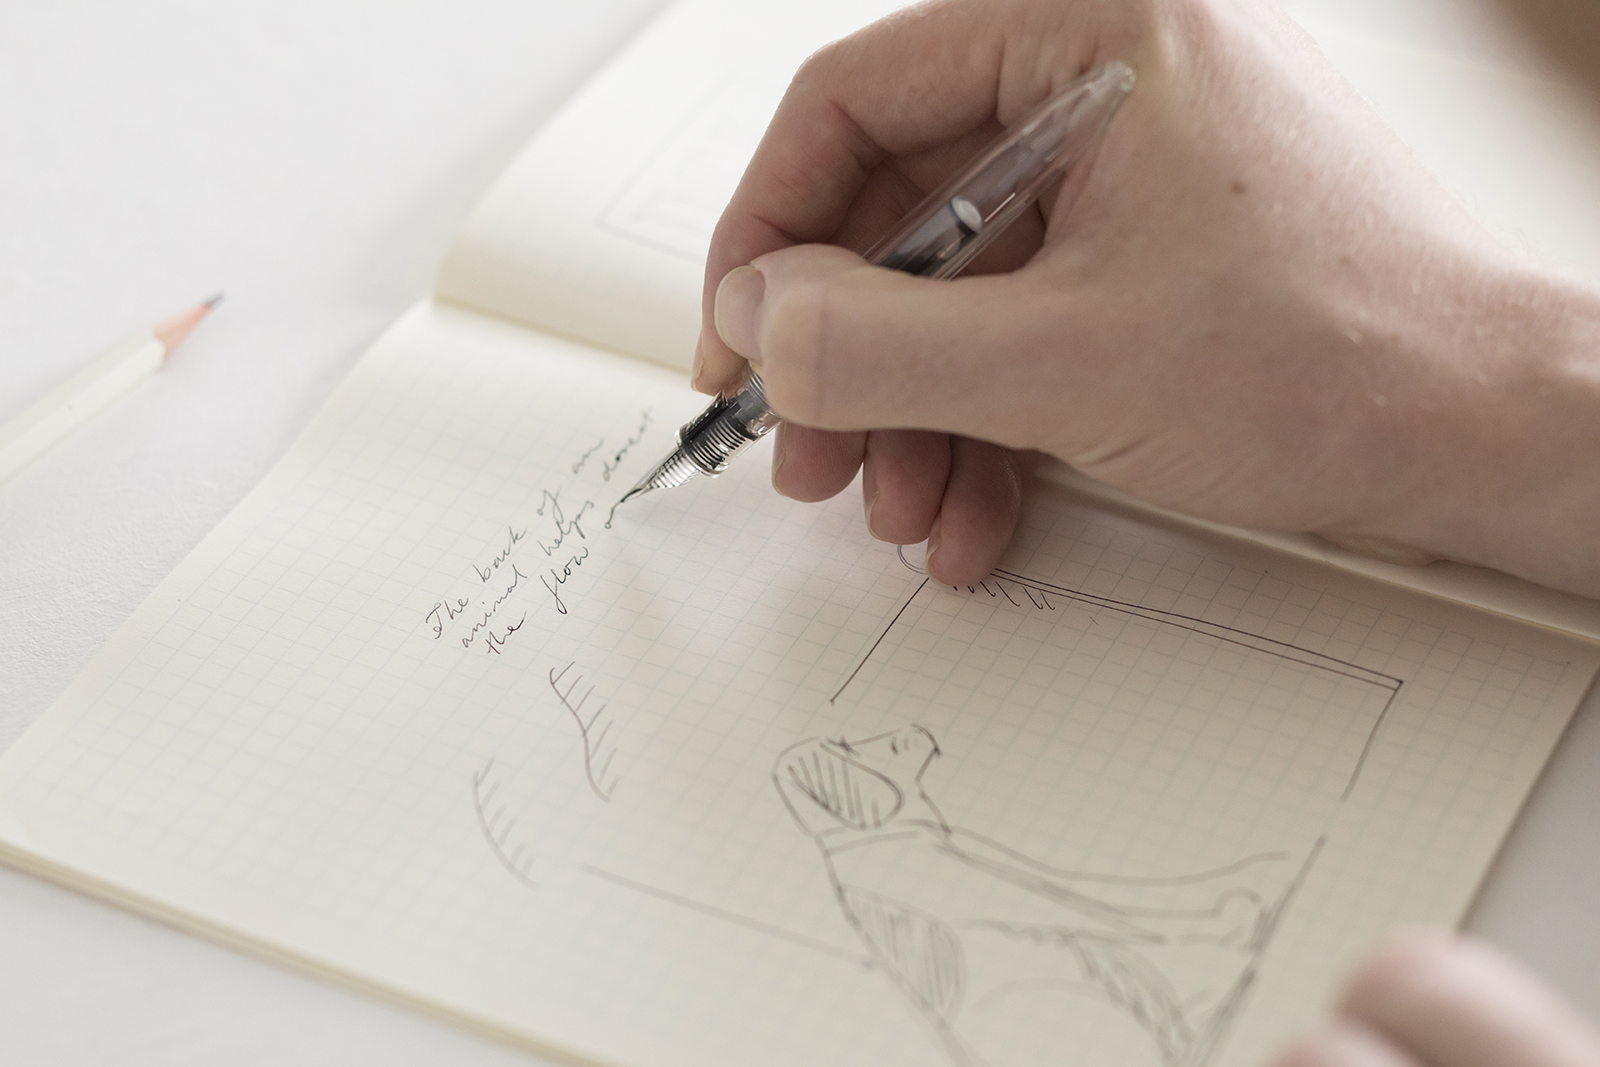 The back of an
animal helps direct
the flow o